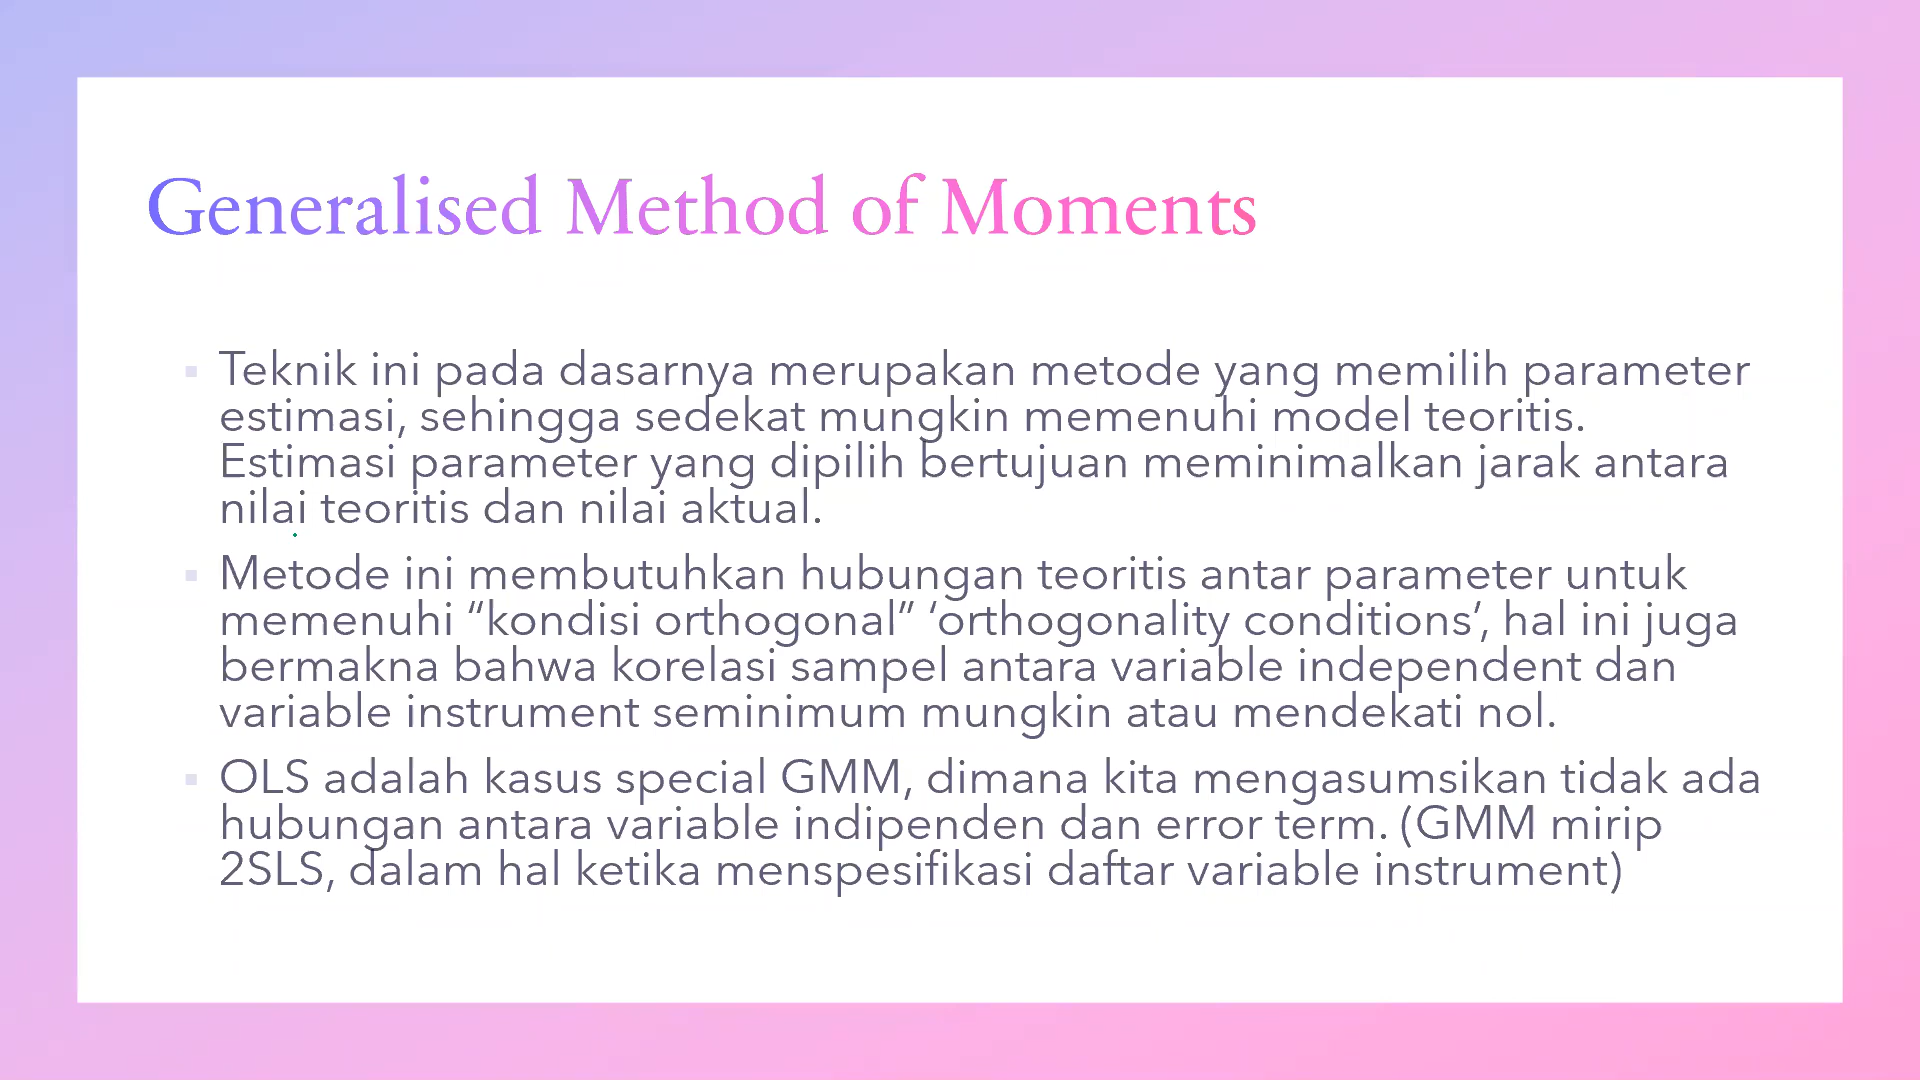 Generalised Method of Moments
Teknik ini pada dasarnya merupakan metode yang memilih parameter
estimasi, sehingga sedekat mungkin memenuhi model teoritis.
Estimasi parameter yang dipilih bertujuan meminimalkan jarak antara
nilai teoritis dan nilai aktual.
Metode ini membutuhkan hubungan teoritis antar parameter untuk
memenuhi “kondisi orthogonal” ‘orthogonality conditions’, hal ini juga
bermakna bahwa korelasi sampel antara variable independent dan
variable instrument seminimum mungkin atau mendekati nol.
OLS adalah kasus special GMM, dimana kita mengasumsikan tidak ada
hubungan antara variable indipenden dan error term. (GMM mirip
2SLS, dalam hal ketika menspesifikasi daftar variable instrument)